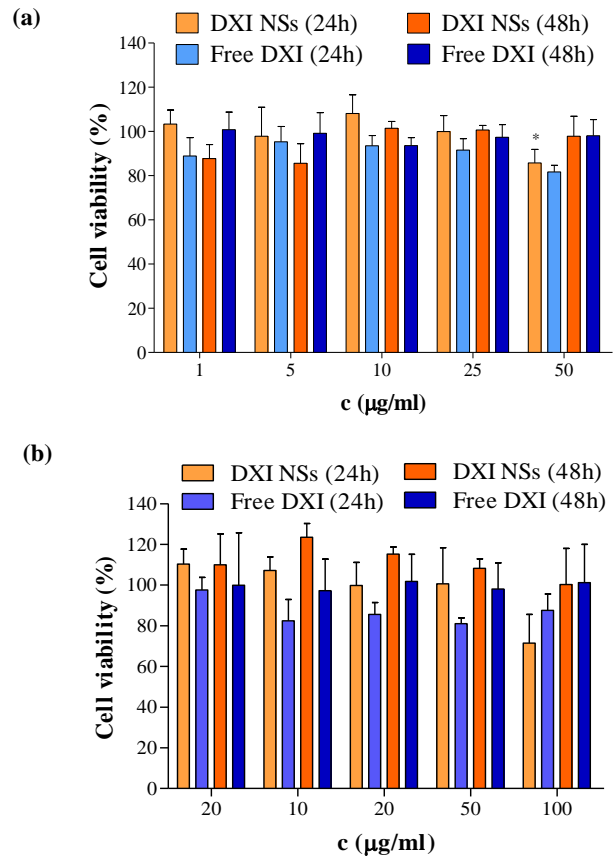 (a)
DXI NSs (24h) DXI NSs (48h)
Free DXI (24h) Free DXI (48h)
140
120
100
80
60
40
20
0
Cell viability (%)
*
1 5 10 25 50
c (μg/ml)
(b)
DXI NSs (24h) DXI NSs (48h)
Free DXI (24h) Free DXI (48h)
140
120
100
80
60
40
20
0
Cell viability (%)
20 10 20 50 100
c (μg/ml)